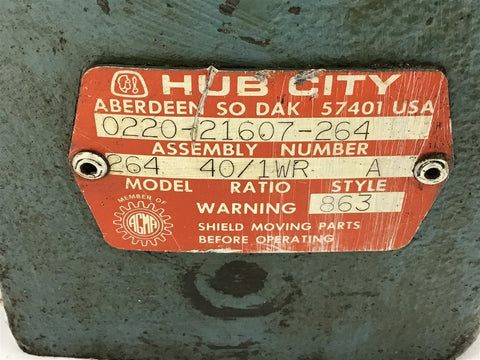 HUB CITY
ABERDEEN SO DAK 57401 USA
0220-21607-264
ASSEMBLY NUMBER
264 40/1WR A
MODEL RATIO STYLE
WARNING 863
SHIELD MOVING PARTS
BEFORE OPERATING
MEMBER OF
AGMA